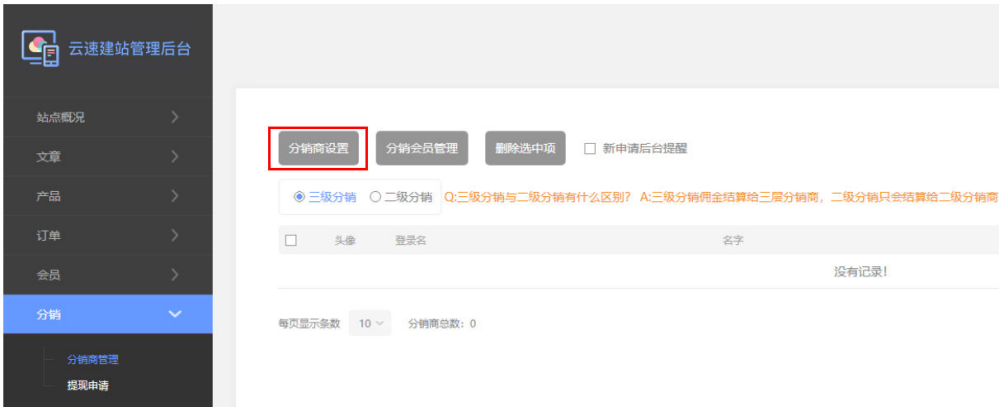 云速建站管理后台
站点概况
文章
产品
订单
会员
分销
分销商管理
提现申请
分销商设置 分销会员管理 删除选中项 新申请后台提醒
三级分销 二级分销 Q:三级分销与二级分销有什么区别? A:三级分销佣金结算给三层分销商，二级分销只会结算给二级分销商
头像 登录名 名字
没有记录!
每页显示条数 10 分销商总数: 0